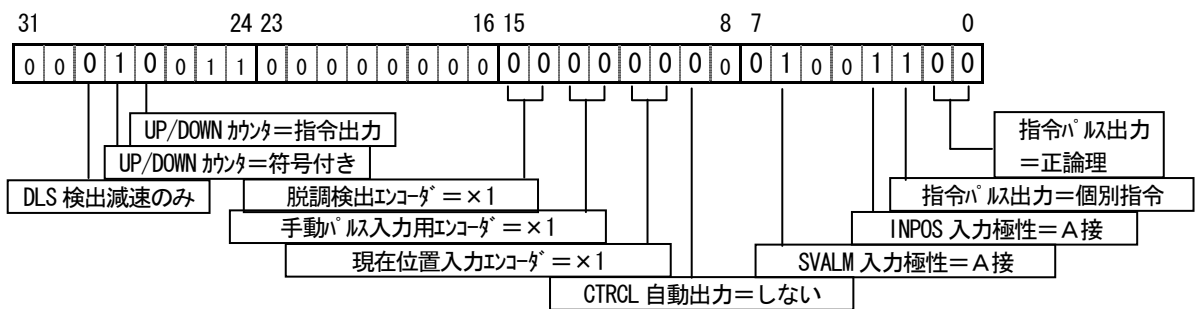 31 24 23 16 15 8 7 0
0 0 0 1 0 0 1 1 0 0 0 0 0 0 0 0 0 0 0 0 0 0 0 0 0 1 0 0 1 1 0 0
UP/DOWN ｶｳﾝﾀ＝指令出力
UP/DOWN ｶｳﾝﾀ＝符号付き
DLS 検出減速のみ
脱調検出ｴﾝｺｰﾀﾞ＝×1
手動ﾊﾟﾙｽ入力用ｴﾝｺｰﾀﾞ＝×1
現在位置入力ｴﾝｺｰﾀﾞ＝×1
CTRCL 自動出力＝しない
指令ﾊﾟﾙｽ出力
＝正論理
指令ﾊﾟﾙｽ出力＝個別指令
INPOS 入力極性＝Ａ接
SVALM 入力極性＝Ａ接